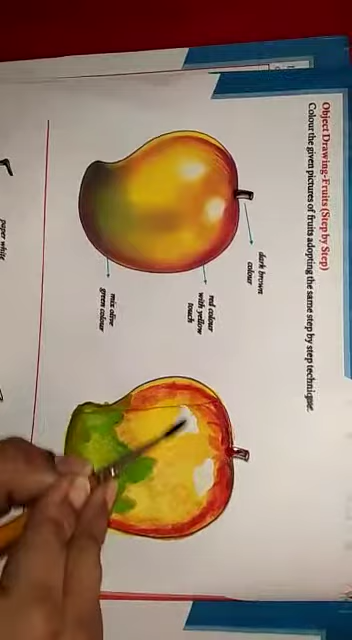 Object Drawing-Fruits (Step by Step)
Colour the given pictures of fruits adopting the same step by step technique.
dark brown
colour
red colour
with yellow
touch
mix olive
green colour
paper white